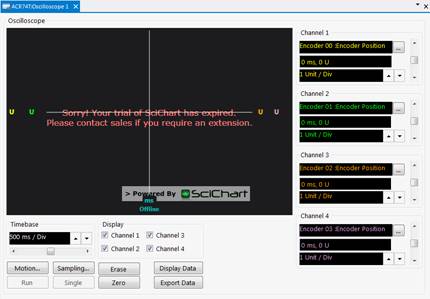 ACR74T\Oscilloscope 1
Oscilloscope
U
U
U
U
Sorry! Your trial of SciChart has expired.
Please contact sales if you require an extension.
> Powered By SciChart
ms
Offline
Channel 1
Encoder 00 :Encoder Position
...
0 ms, 0 U
1 Unit / Div
Channel 2
Encoder 01 :Encoder Position
...
0 ms, 0 U
1 Unit / Div
Channel 3
Encoder 02 :Encoder Position
...
0 ms, 0 U
1 Unit / Div
Channel 4
Encoder 03 :Encoder Position
...
0 ms, 0 U
1 Unit / Div
Timebase
500 ms / Div
Display
Channel 1
Channel 3
Channel 2
Channel 4
Motion...
Sampling...
Erase
Display Data
Run
Single
Zero
Export Data